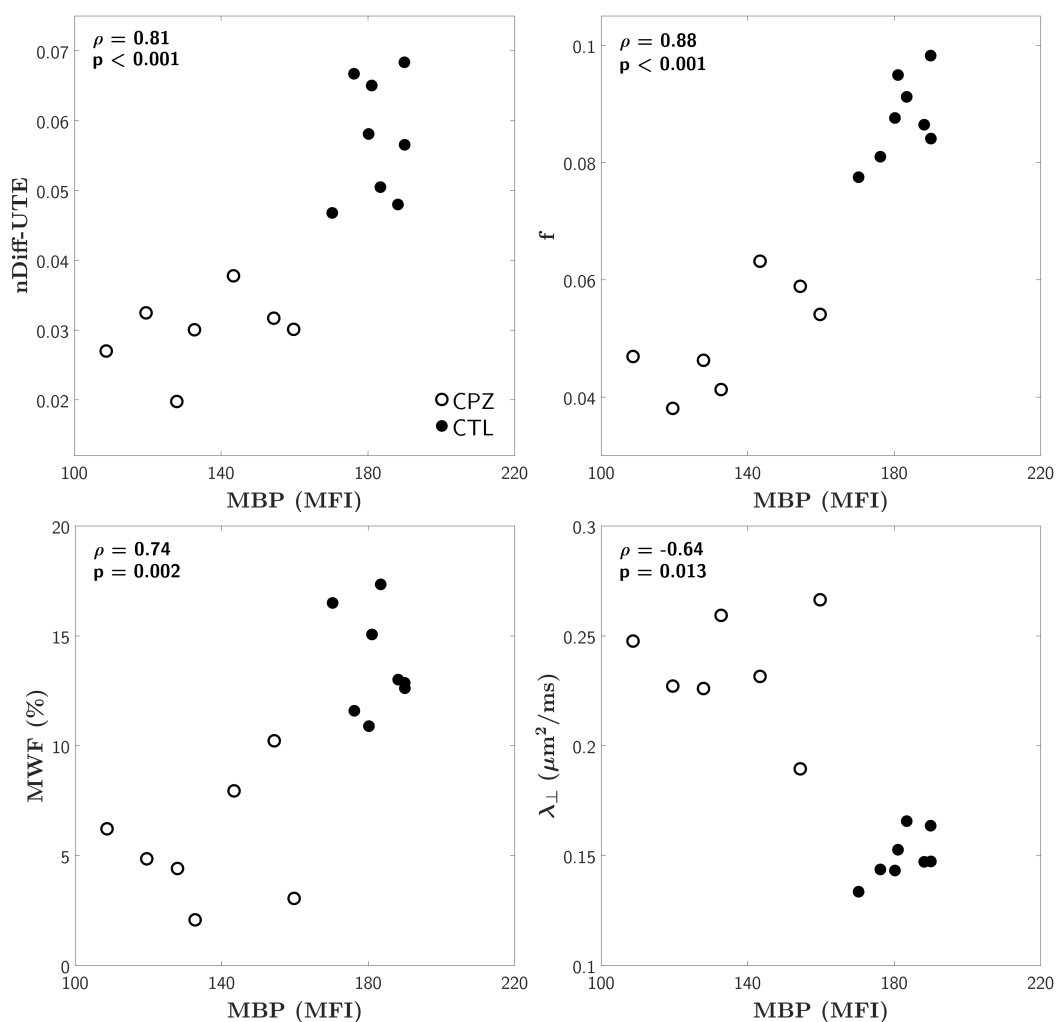 ρ = 0.81
p < 0.001
0.07
0.06
0.05
0.04
0.03
0.02
nDiff-UTE
CPZ
CTL
100 140 180 220
MBP (MFI)
ρ = 0.88
p < 0.001
0.1
0.08
0.06
0.04
f
100 140 180 220
MBP (MFI)
ρ = 0.74
p = 0.002
20
15
10
5
0
MWF (%)
100 140 180 220
MBP (MFI)
ρ = -0.64
p = 0.013
0.3
0.25
0.2
0.15
0.1
λ⊥ (μm²/ms)
100 140 180 220
MBP (MFI)